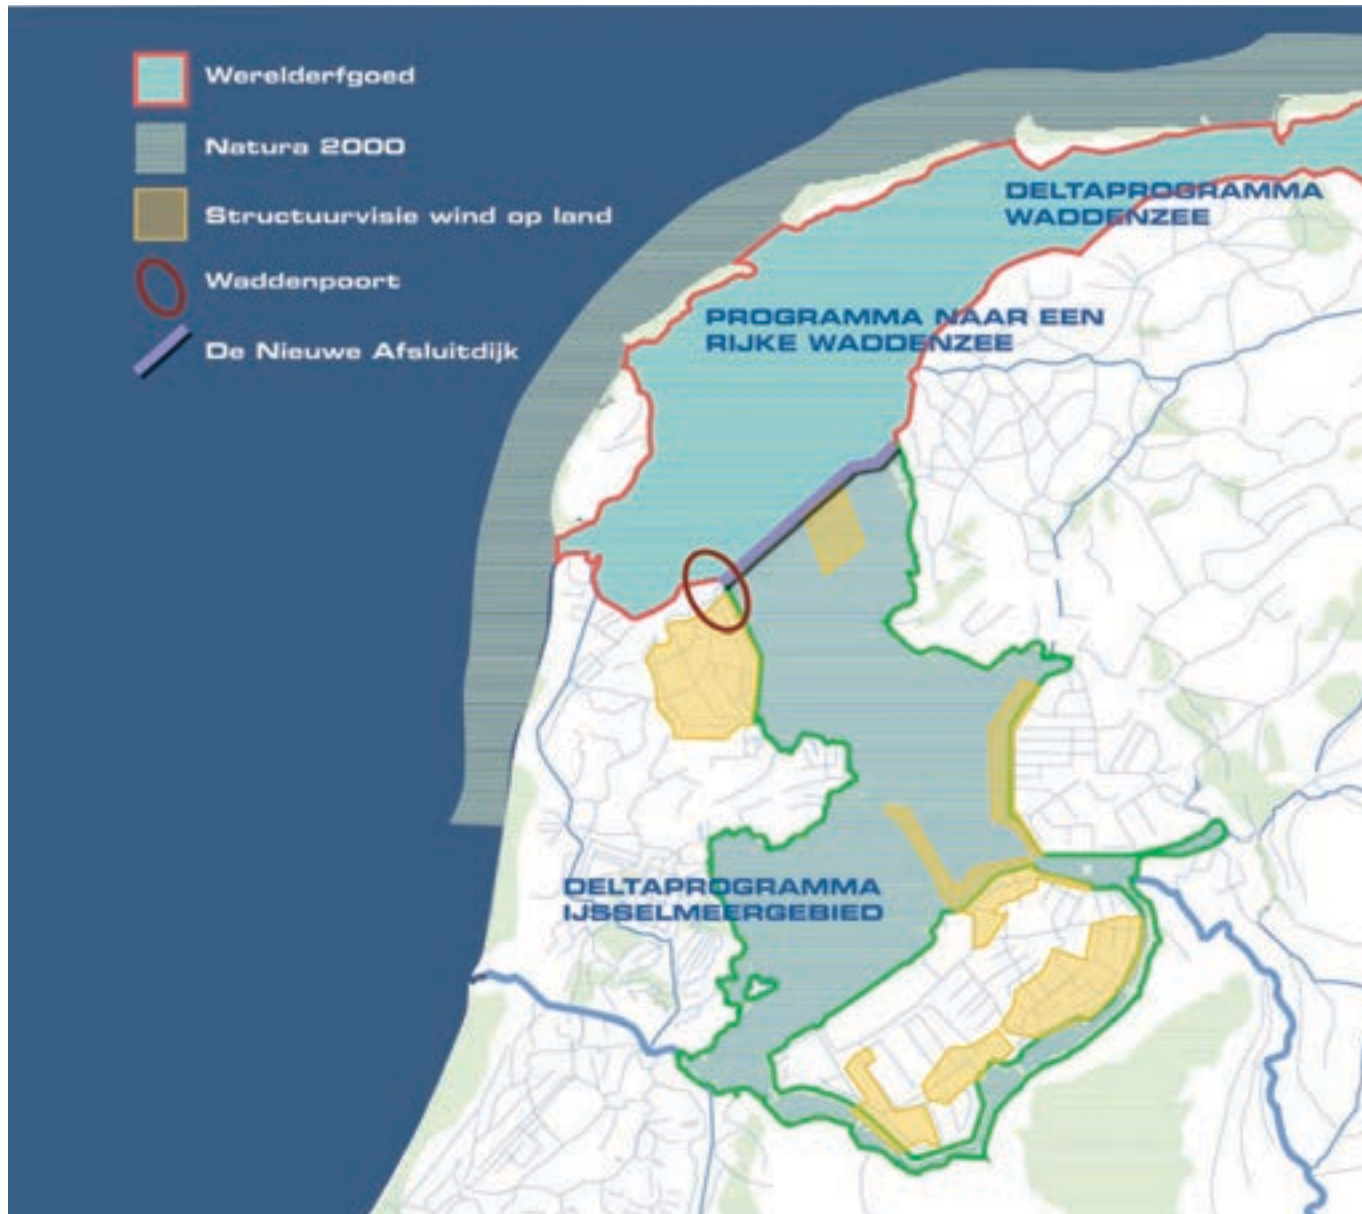 Werelderfgoed
Natura 2000
Structuurvisie wind op land
Waddenpoort
De Nieuwe Afsluitdijk
DELTAPROGRAMMA
WADDENZEE
PROGRAMMA NAAR EEN
RIJKE WADDENZEE
DELTAPROGRAMMA
IJSSELMEERGEBIED